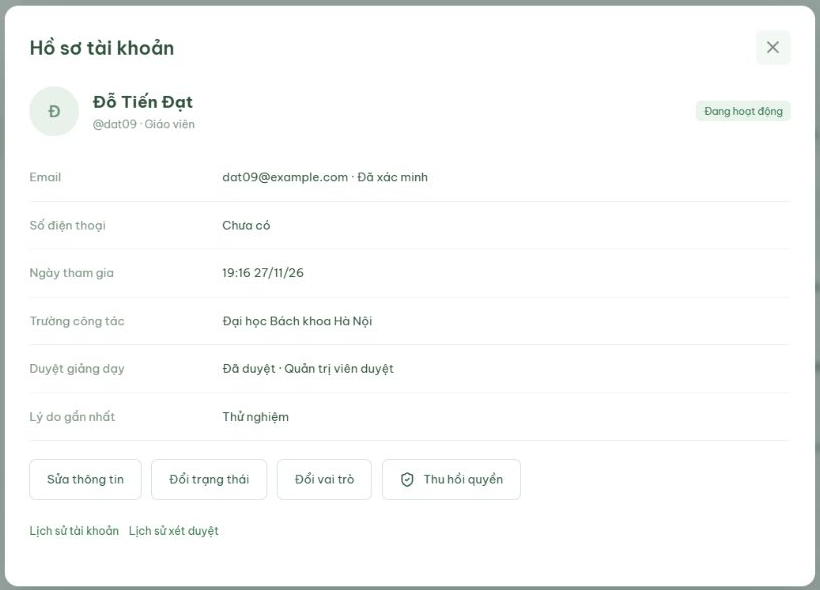 Hồ sơ tài khoản
Đ
Đỗ Tiến Đạt
@dat09 · Giáo viên
Đang hoạt động
Email
dat09@example.com · Đã xác minh
Số điện thoại
Chưa có
Ngày tham gia
19:16 27/11/26
Trường công tác
Đại học Bách khoa Hà Nội
Duyệt giảng dạy
Đã duyệt · Quản trị viên duyệt
Lý do gần nhất
Thử nghiệm
Sửa thông tin
Đổi trạng thái
Đổi vai trò
Thu hồi quyền
Lịch sử tài khoản
Lịch sử xét duyệt